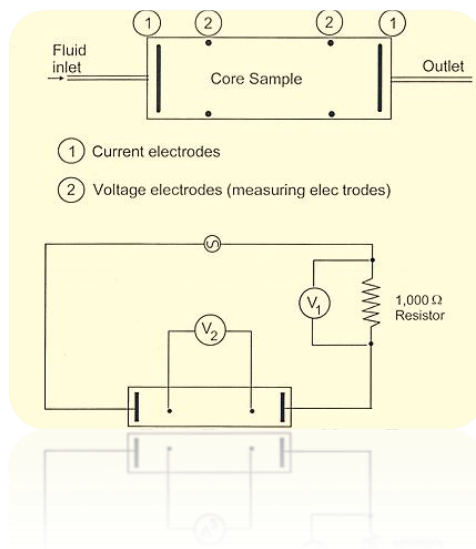 1
2
2
1
Fluid
inlet
Core Sample
Outlet
1 Current electrodes
2 Voltage electrodes (measuring elec trodes)
S
V1
1,000 Ω
Resistor
V2